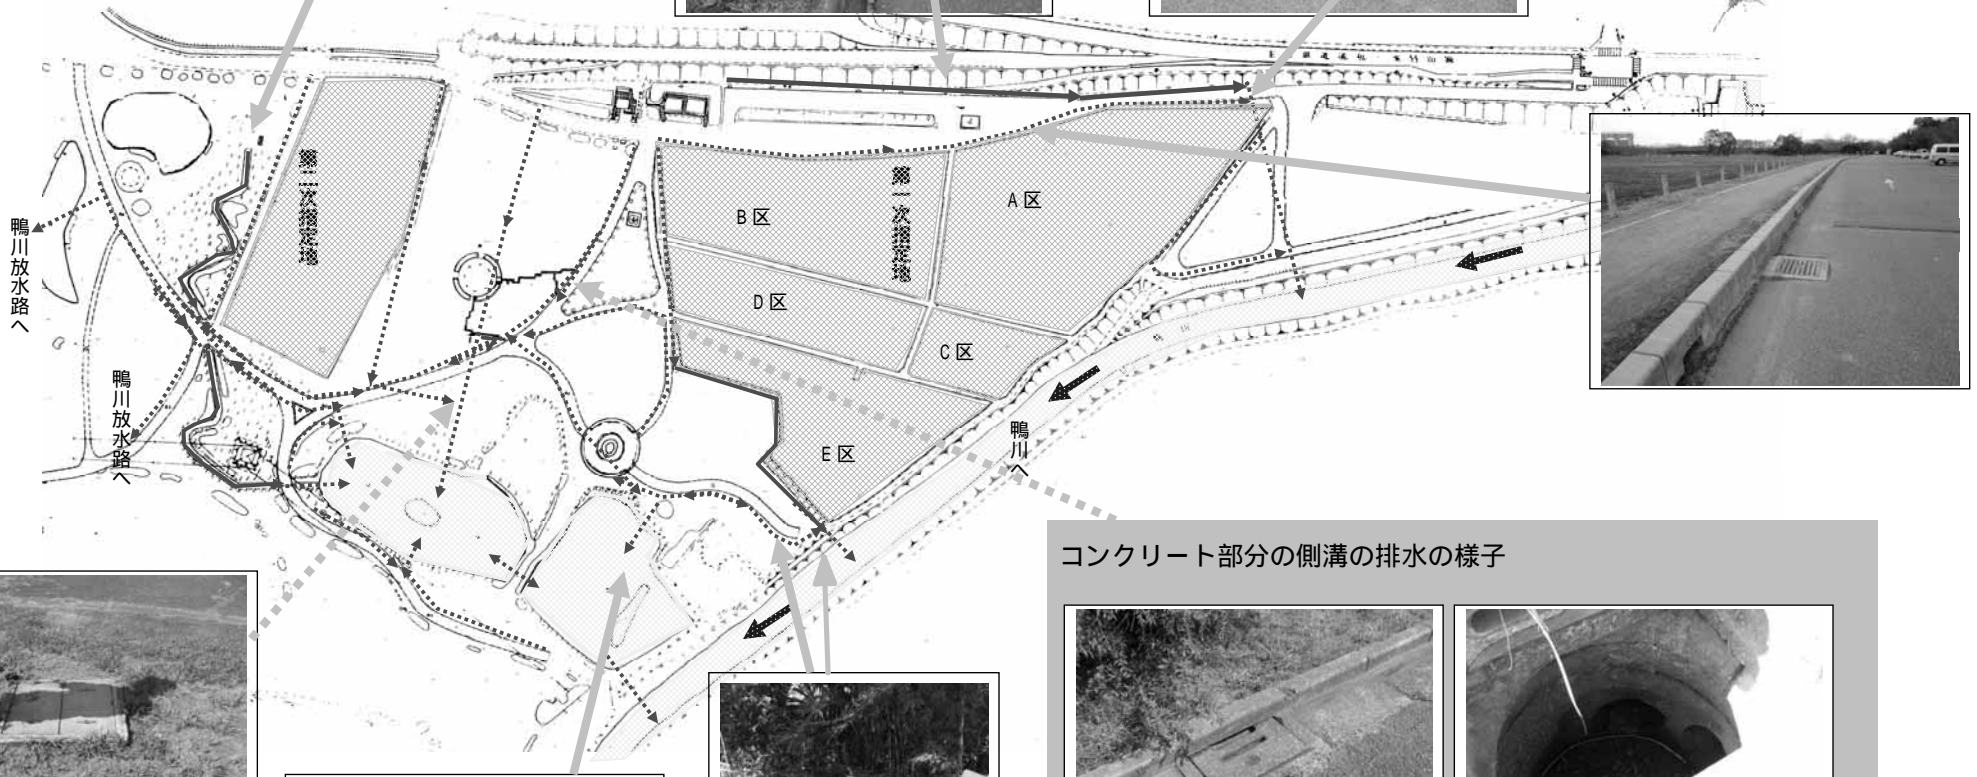 第二次指定地
第一次指定地
A区
B区
D区
C区
E区
鴨川放水路へ
鴨川放水路へ
鴨川へ
コンクリート部分の側溝の排水の様子